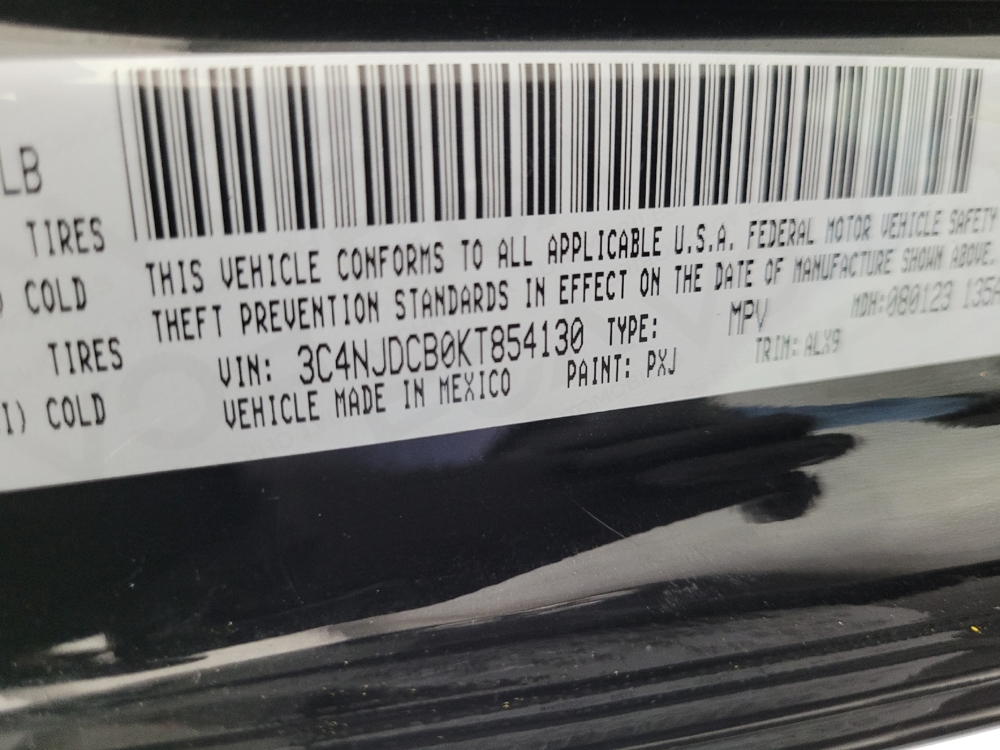 LB
TIRES
COLD
TIRES
I) COLD
THIS VEHICLE CONFORMS TO ALL APPLICABLE U.S.A. FEDERAL MOTOR VEHICLE SAFETY
THEFT PREVENTION STANDARDS IN EFFECT ON THE DATE OF MANUFACTURE SHOWN ABOVE.
VIN: 3C4NJDCB0KT854130 TYPE: MPV MDH:080123 135
VEHICLE MADE IN MEXICO PAINT: PXJ TRIM: ALX9